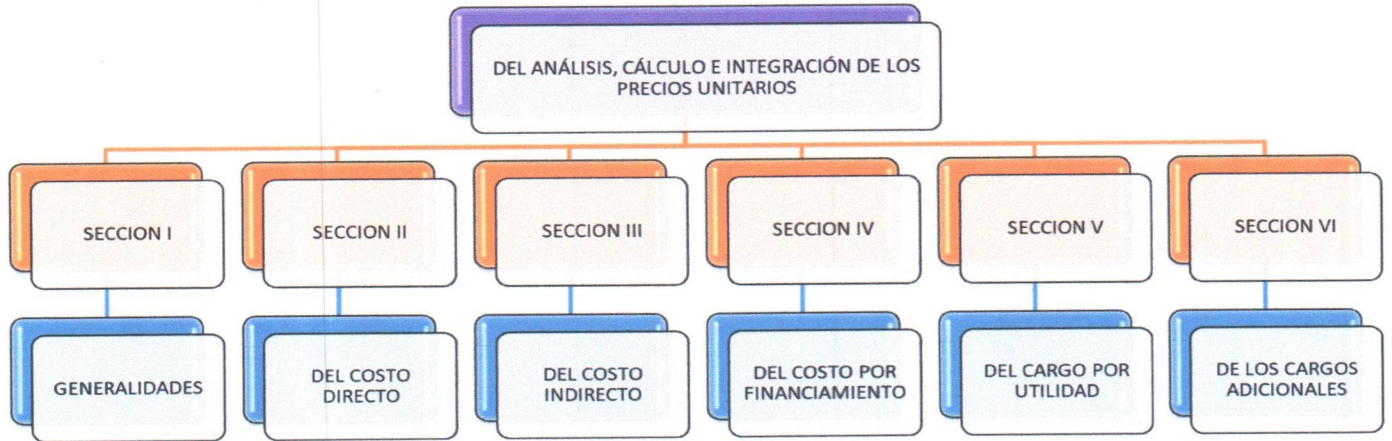 DEL ANÁLISIS, CÁLCULO E INTEGRACIÓN DE LOS
PRECIOS UNITARIOS
SECCION I
SECCION II
SECCION III
SECCION IV
SECCION V
SECCION VI
GENERALIDADES
DEL COSTO
DIRECTO
DEL COSTO
INDIRECTO
DEL COSTO POR
FINANCIAMIENTO
DEL CARGO POR
UTILIDAD
DE LOS CARGOS
ADICIONALES